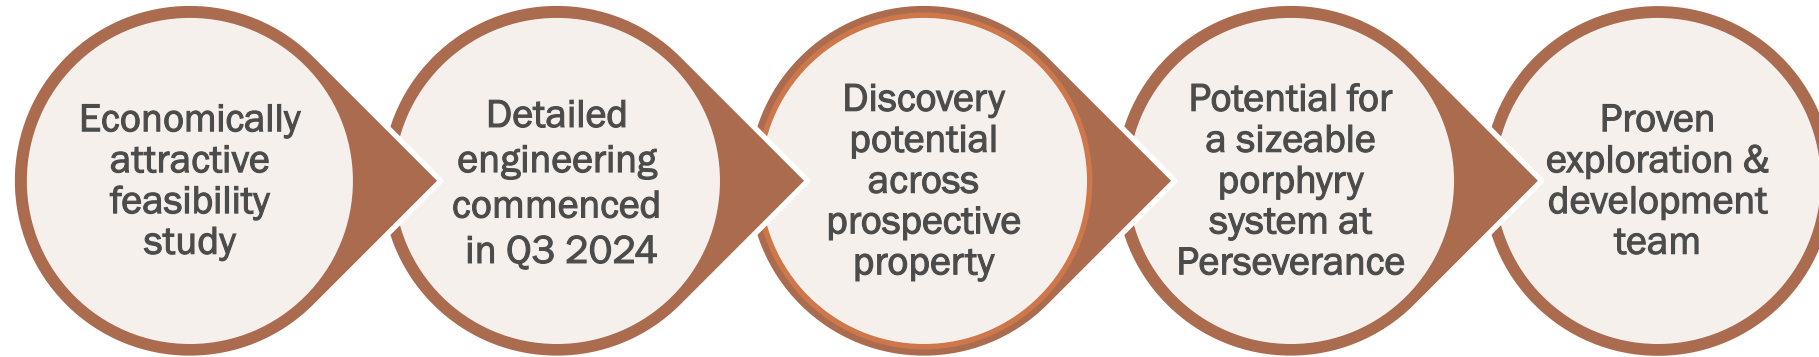 Economically
attractive
feasibility
study
Detailed
engineering
commenced
in Q3 2024
Discovery
potential
across
prospective
property
Potential for
a sizeable
porphyry
system at
Perseverance
Proven
exploration &
development
team